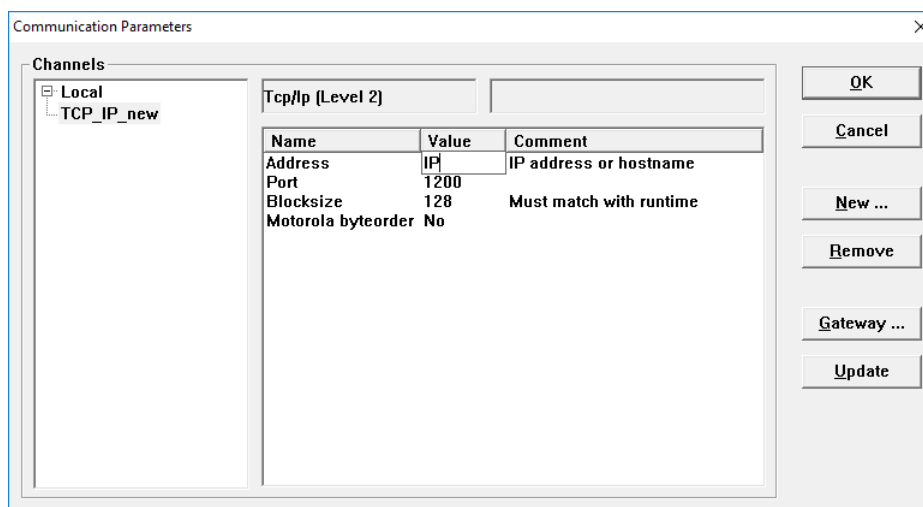 Communication Parameters
Channels
Local
TCP_IP_new
Tcp/Ip (Level 2)
Name Value Comment
Address IP IP address or hostname
Port 1200
Blocksize 128 Must match with runtime
Motorola byteorder No
OK
Cancel
New ...
Remove
Gateway ...
Update